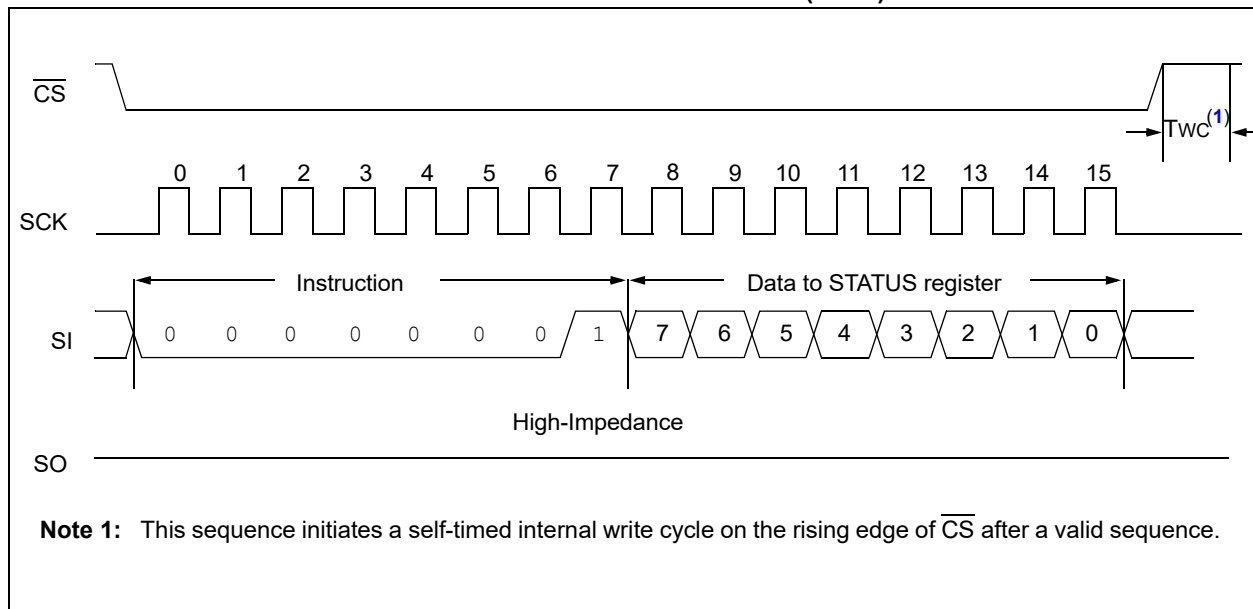 CS
TWC(1)
0 1 2 3 4 5 6 7 8 9 10 11 12 13 14 15
SCK
Instruction Data to STATUS register
SI 0 0 0 0 0 0 0 1 7 6 5 4 3 2 1 0
High-Impedance
SO
Note 1: This sequence initiates a self-timed internal write cycle on the rising edge of CS after a valid sequence.